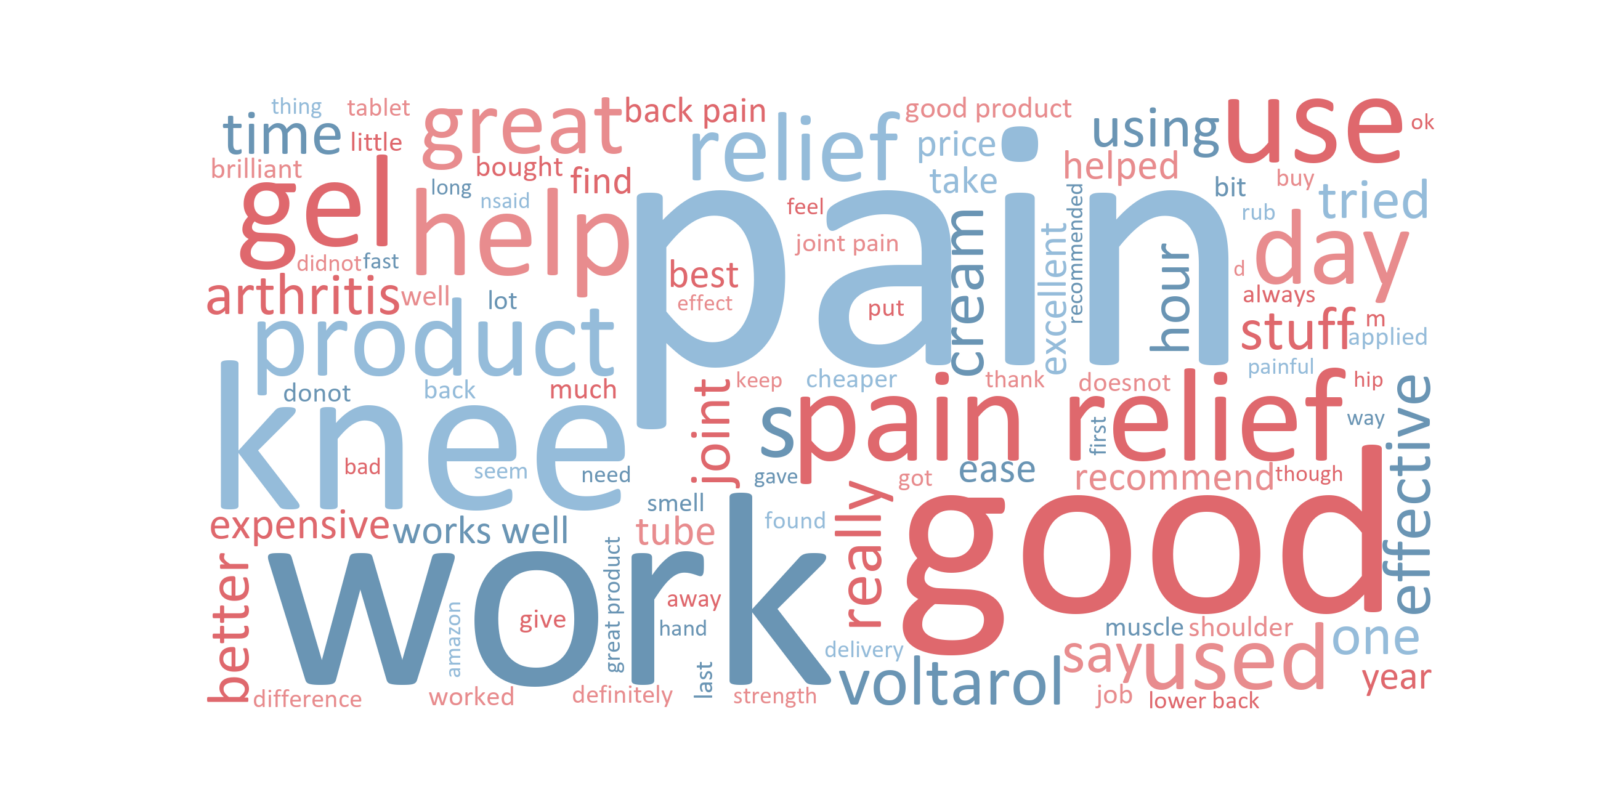 thing
tablet
great
back pain
relief
good product
price
using
use
ok
time
little
brilliant
bought
find
take
helped
bit
buy
tried
gel
long
nsaid
help
pain
feel
joint pain
rub
day
didnot
fast
best
effect
put
cream
excellent
recommended
hour
d
always
arthritis
well
lot
product
stuff
m
applied
painful
donot
back
much
joint
keep
cheaper
thank
doesnot
hip
knee
s
pain relief
first
way
effective
bad
seem
need
gave
got
ease
recommend
though
smell
expensive
works well
tube
found
really
good
better
work
amazon
give
great product
away
hand
last
muscle
shoulder
one
delivery
voltarol
say
used
year
difference
worked
definitely
strength
job
lower back